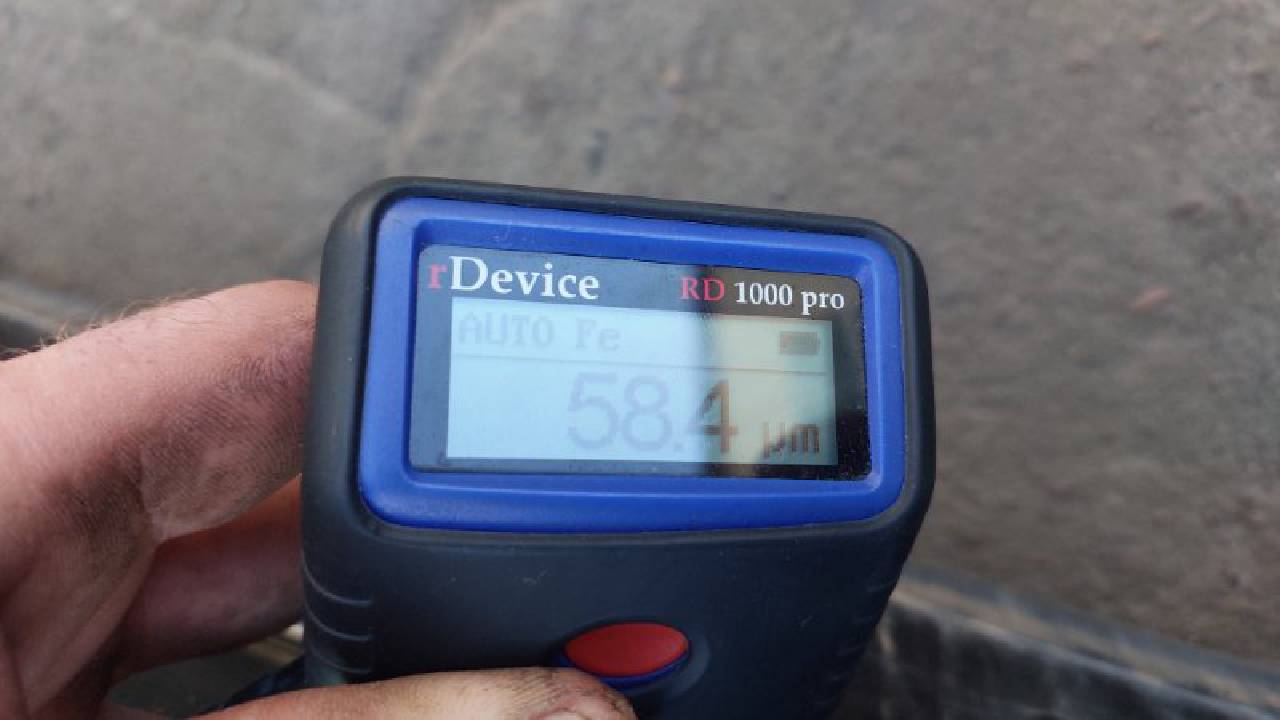 rDevice RD 1000 pro
AUTO Fe
58.4 µm